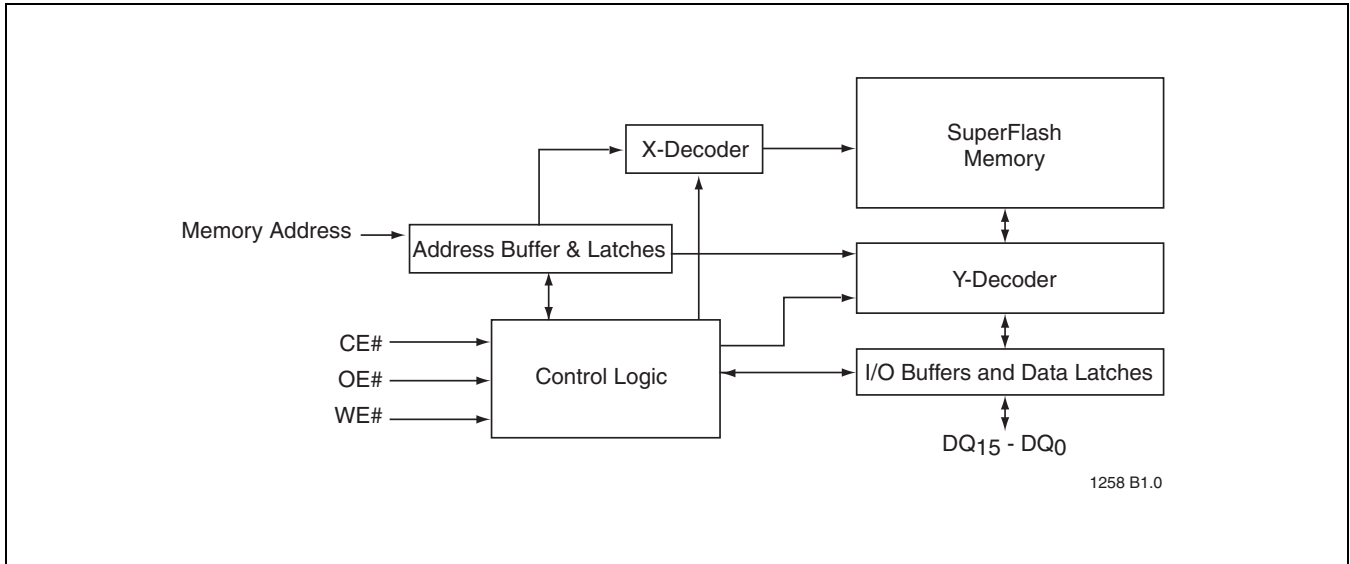 SuperFlash
Memory
X-Decoder
Memory Address
Address Buffer & Latches
Y-Decoder
CE#
OE#
WE#
Control Logic
I/O Buffers and Data Latches
DQ15 - DQ0
1258 B1.0